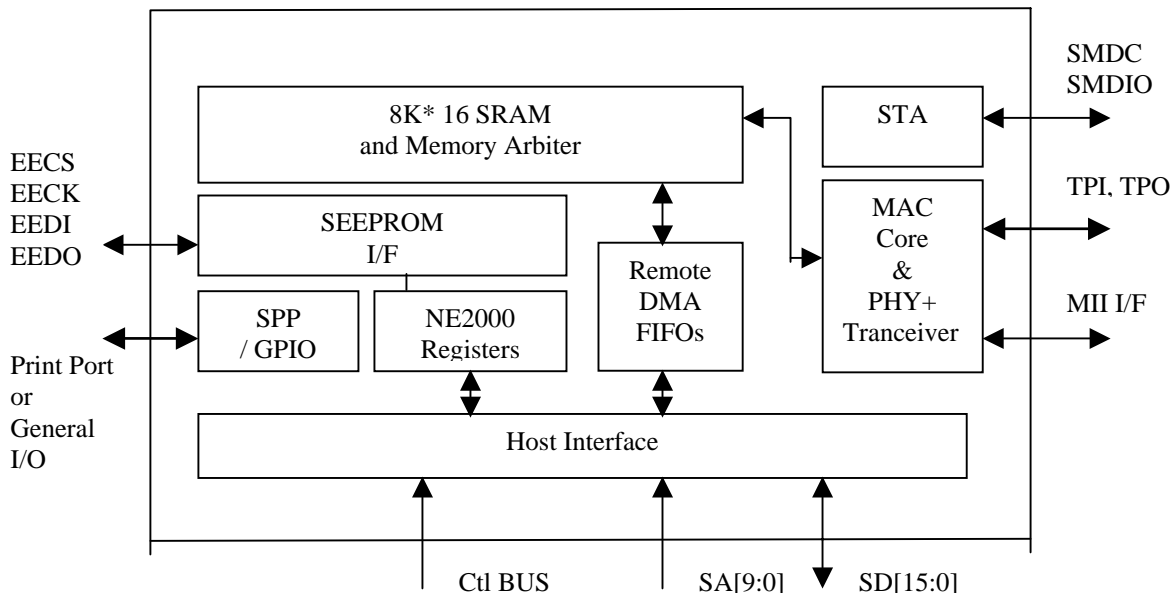 SMDC
SMDIO
8K* 16 SRAM
and Memory Arbiter
STA
EECS
EECK
EEDI
EEDO
TPI, TPO
SEEPROM
I/F
MAC
Core
&
PHY+
Tranceiver
Remote
DMA
FIFOs
MII I/F
SPP
/ GPIO
NE2000
Registers
Print Port
or
General
I/O
Host Interface
Ctl BUS
SA[9:0]
SD[15:0]